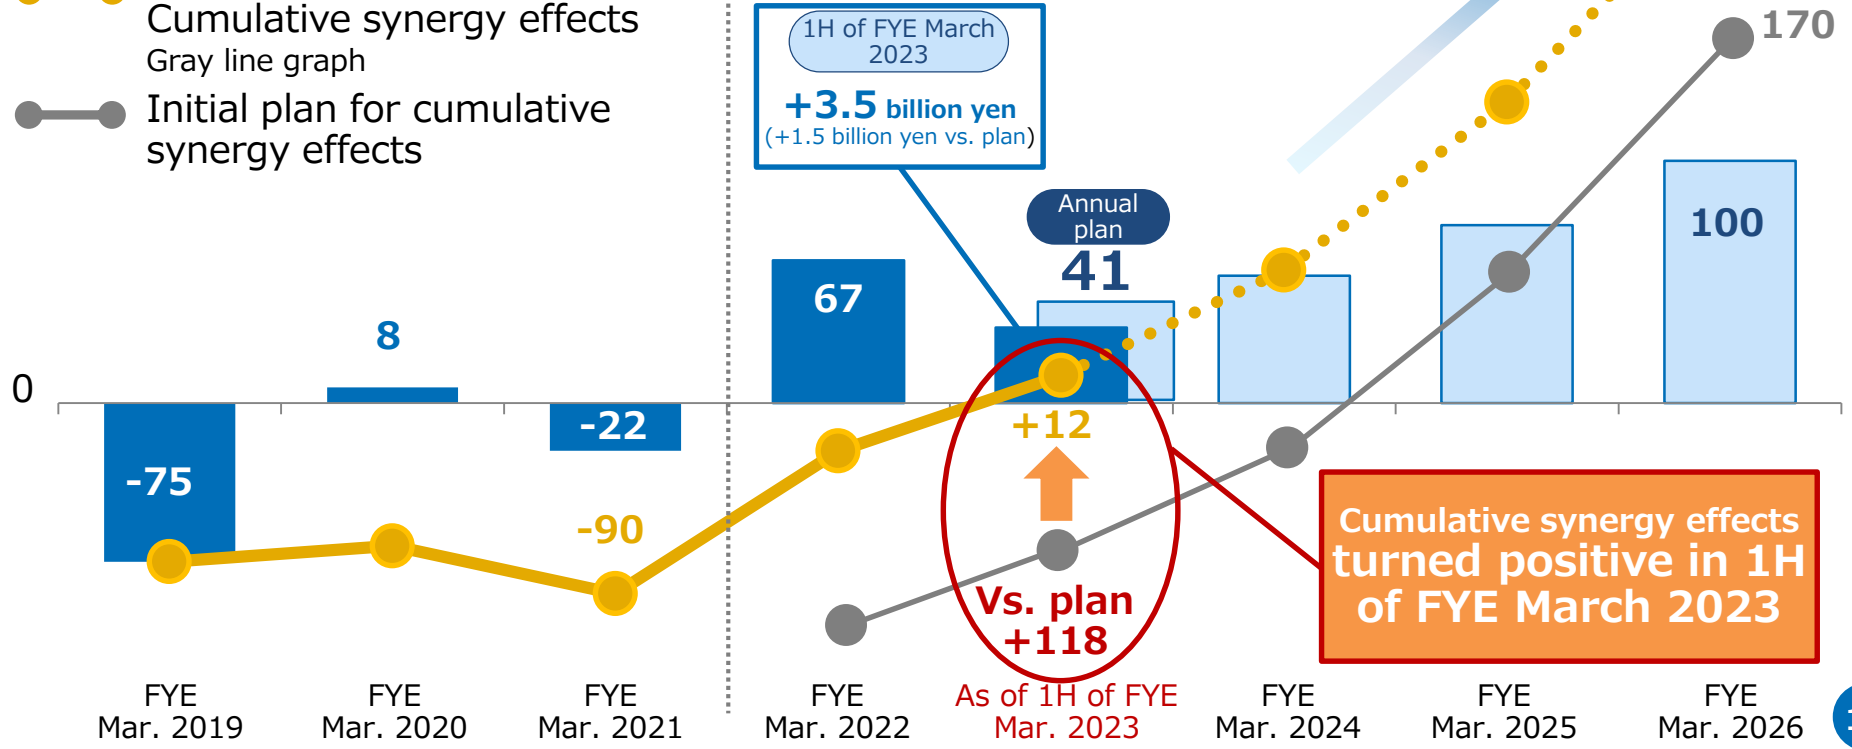 Cumulative synergy effects
Gray line graph
Initial plan for cumulative
synergy effects
1H of FYE March
2023
+3.5 billion yen
(+1.5 billion yen vs. plan)
170
Annual
plan
41
100
67
8
0
-22
-75
+12
-90
Vs. plan
+118
Cumulative synergy effects
turned positive in 1H
of FYE March 2023
FYE
Mar. 2019
FYE
Mar. 2020
FYE
Mar. 2021
FYE
Mar. 2022
As of 1H of FYE
Mar. 2023
FYE
Mar. 2024
FYE
Mar. 2025
FYE
Mar. 2026